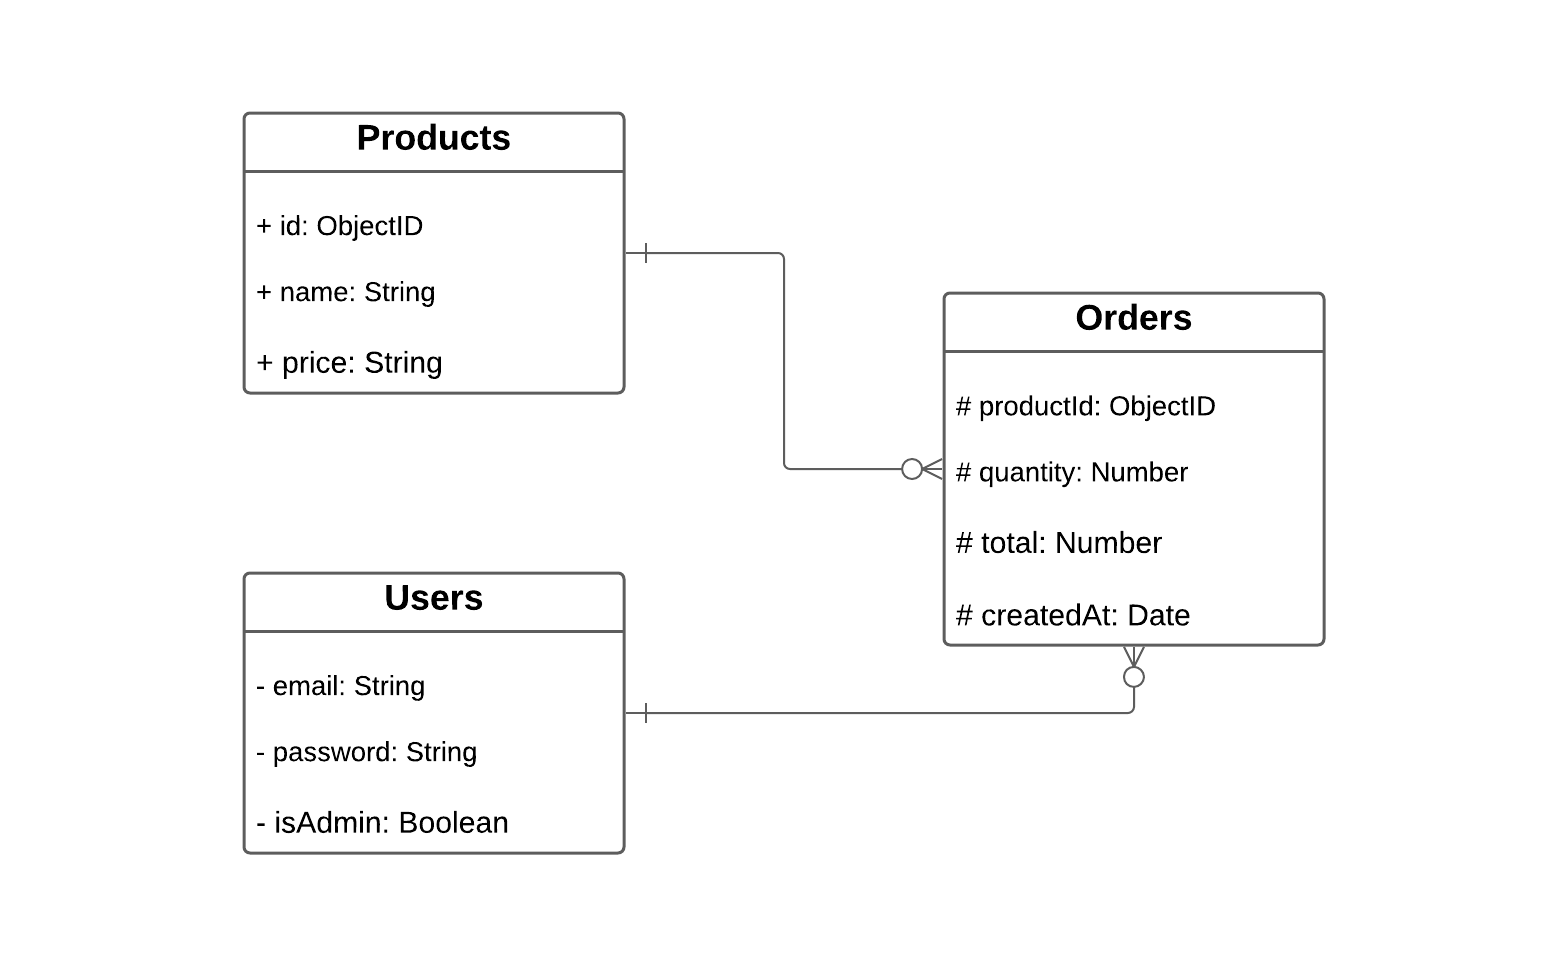 Products
+ id: ObjectID
+ name: String
+ price: String
Orders
# productId: ObjectID
# quantity: Number
# total: Number
# createdAt: Date
Users
- email: String
- password: String
- isAdmin: Boolean